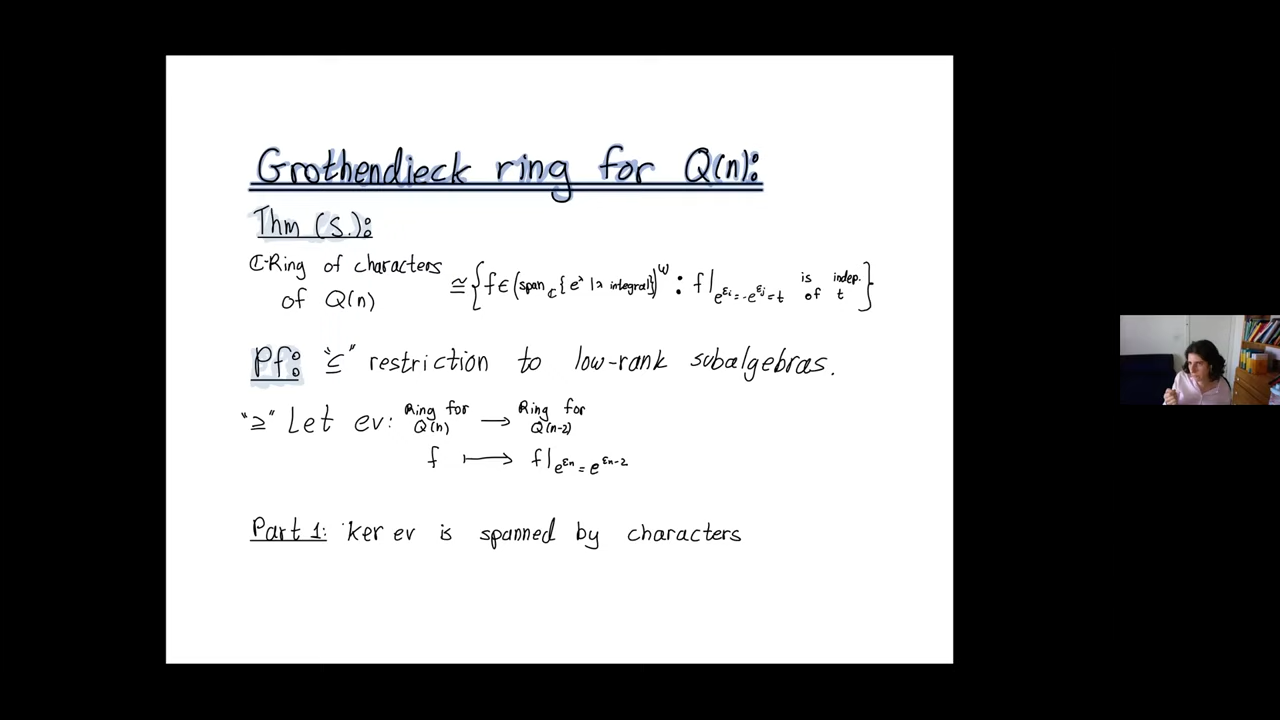 Grothendieck ring for Q(n):
Thm (S.):
ℂ-Ring of characters of Q(n) ≅ { f ∈ (span_ℂ { e^λ | λ integral })^W : f|_{e^{ε_i} = -e^{ε_j} = t} is indep. of t }
Pf: "⊆" restriction to low-rank subalgebras.
"⊇" Let ev: Ring for Q(n) → Ring for Q(n-2)
f ↦ f|_{e^{ε_n} = e^{ε_{n-2}}}
Part 1: ker ev is spanned by characters